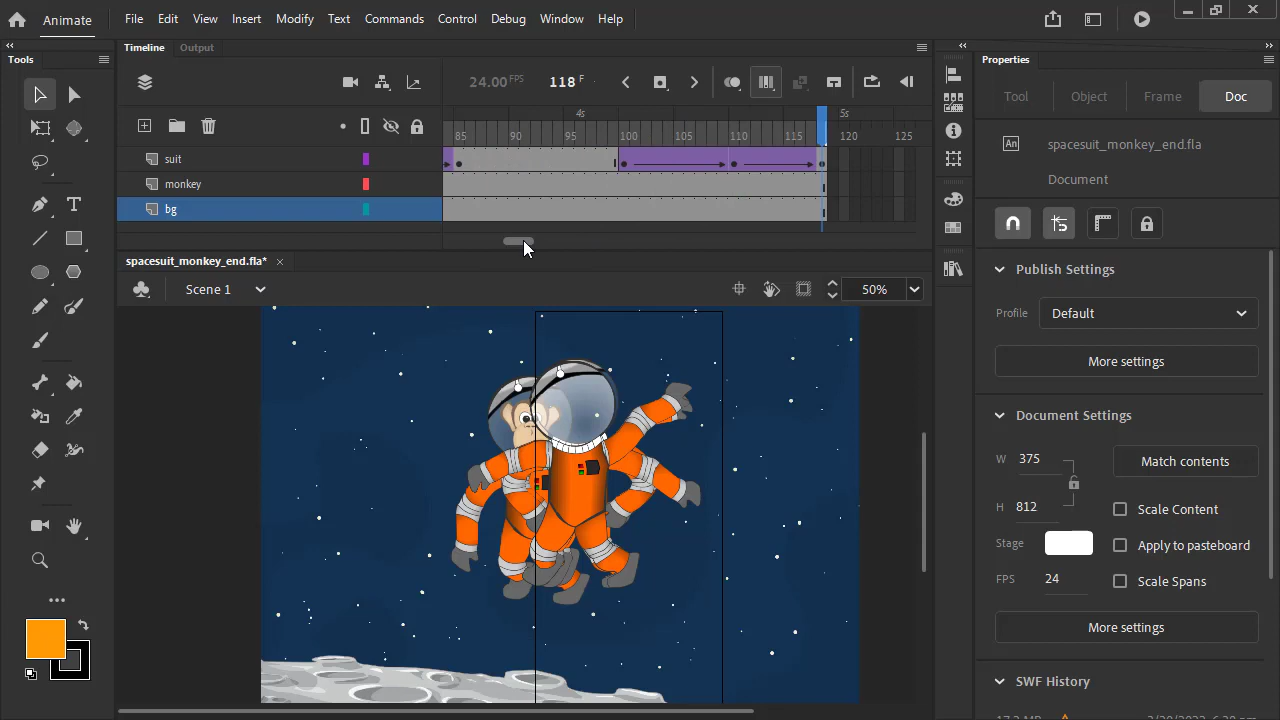 Animate File Edit View Insert Modify Text Commands Control Debug Window Help
Tools Timeline Output Properties
24.00 FPS 118 F
Tool Object Frame Doc
4s 5s
85 90 95 100 105 110 115 120 125
suit
monkey
bg
An spacesuit_monkey_end.fla
Document
spacesuit_monkey_end.fla* ×
Scene 1 50%
Publish Settings
Profile Default
More settings
Document Settings
W 375 Match contents
H 812 Scale Content
Stage Apply to pasteboard
FPS 24 Scale Spans
More settings
SWF History